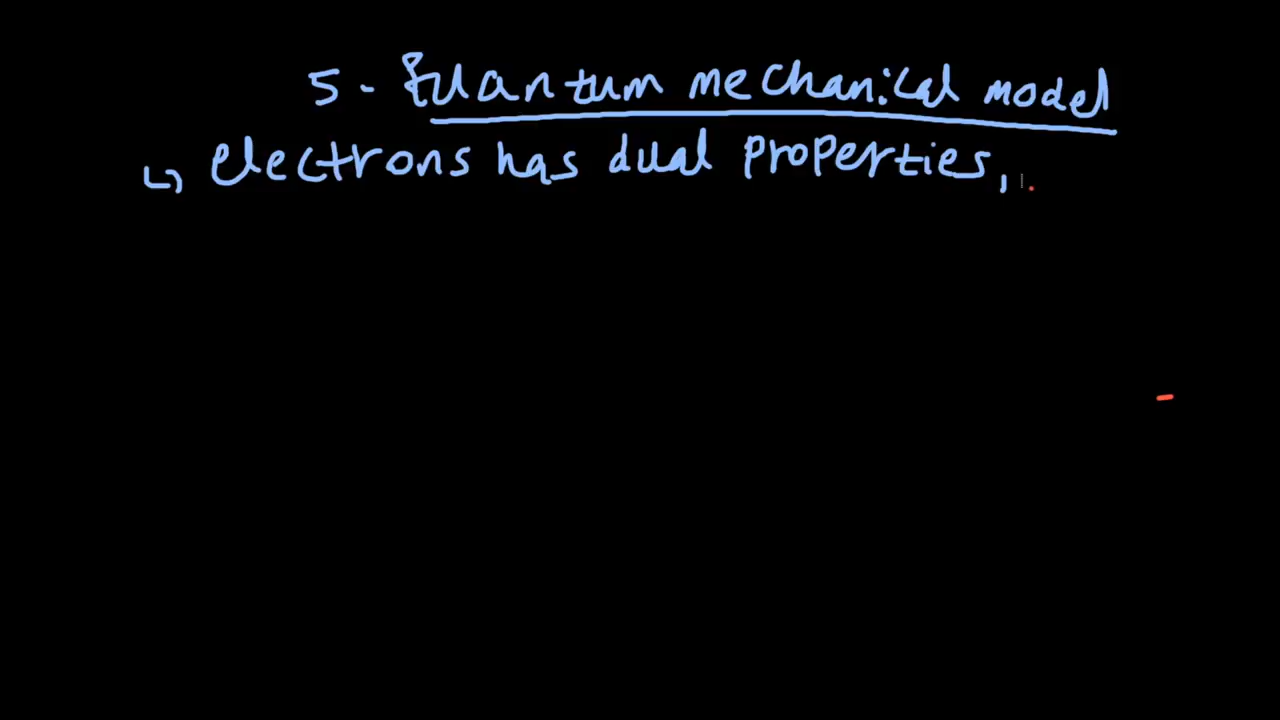 5 - Quantum mechanical model
↳ electrons has dual properties,